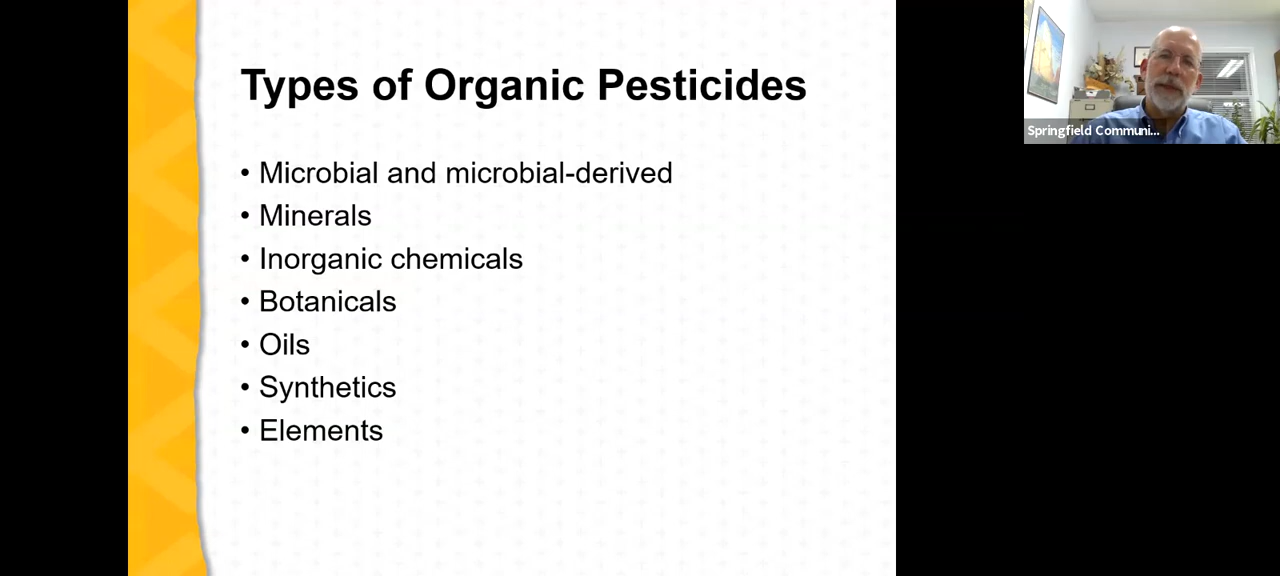 Types of Organic Pesticides
• Microbial and microbial-derived
• Minerals
• Inorganic chemicals
• Botanicals
• Oils
• Synthetics
• Elements
Springfield Communi...